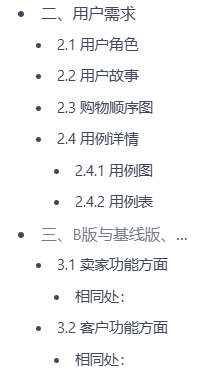 二、用户需求
2.1 用户角色
2.2 用户故事
2.3 购物顺序图
2.4 用例详情
2.4.1 用例图
2.4.2 用例表
三、B版与基线版、...
3.1 卖家功能方面
相同处：
3.2 客户功能方面
相同处：